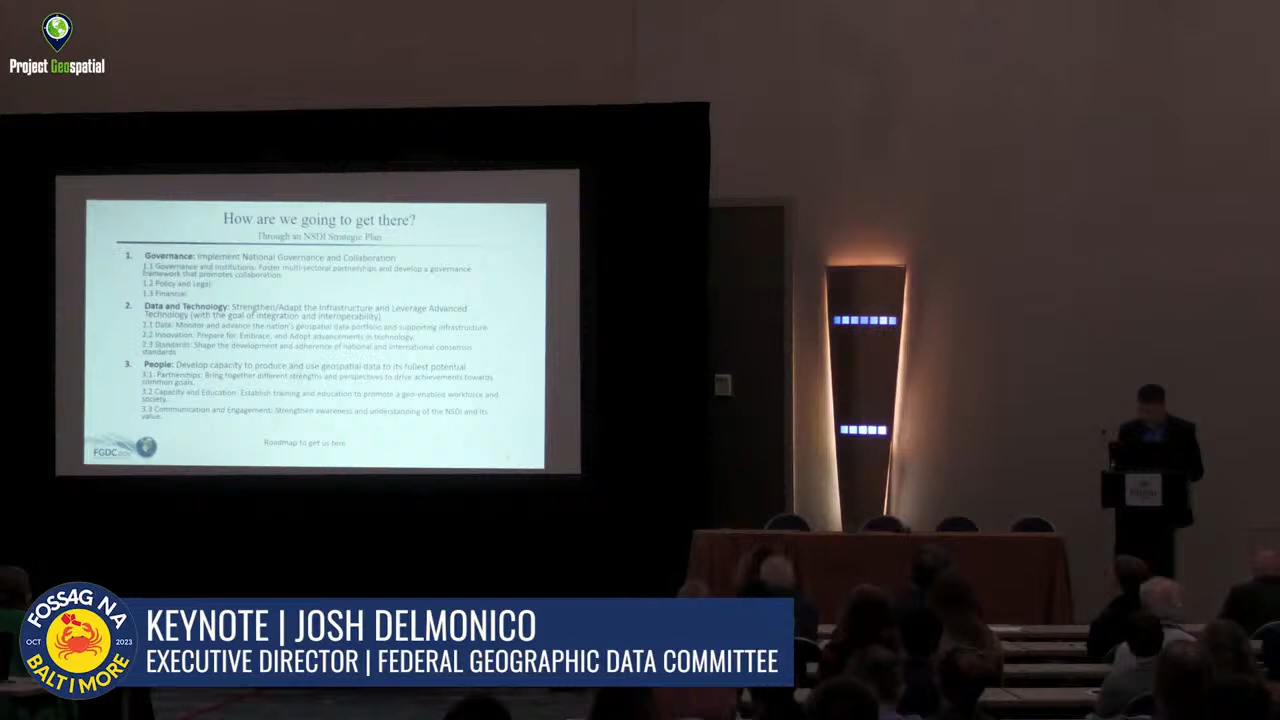 Project Geospatial
How are we going to get there?
Through an NSDI Strategic Plan
1. Governance: Implement National Governance and Collaboration
1.1 Governance and Institutions: Foster multi-sectoral partnerships and develop a governance
framework that promotes collaboration
1.2 Policy and Legal
1.3 Financial
2. Data and Technology: Strengthen/Adapt the Infrastructure and Leverage Advanced
Technology (with the goal of integration and interoperability)
2.1 Data: Monitor and advance the nation's geospatial data portfolio and supporting infrastructure
2.2 Innovation: Prepare for, Embrace, and Adopt advancements in technology.
2.3 Standards: Shape the development and adherence of national and international consensus
standards
3. People: Develop capacity to produce and use geospatial data to its fullest potential
3.1. Partnerships: Bring together different strengths and perspectives to drive achievements towards
common goals.
3.2 Capacity and Education: Establish training and education to promote a geo-enabled workforce and
society.
3.3 Communication and Engagement: Strengthen awareness and understanding of the NSDI and its
value.
Roadmap to get us here
FGDC.gov
FOSS4G NA
OCT 2023
BALTIMORE
KEYNOTE | JOSH DELMONICO
EXECUTIVE DIRECTOR | FEDERAL GEOGRAPHIC DATA COMMITTEE